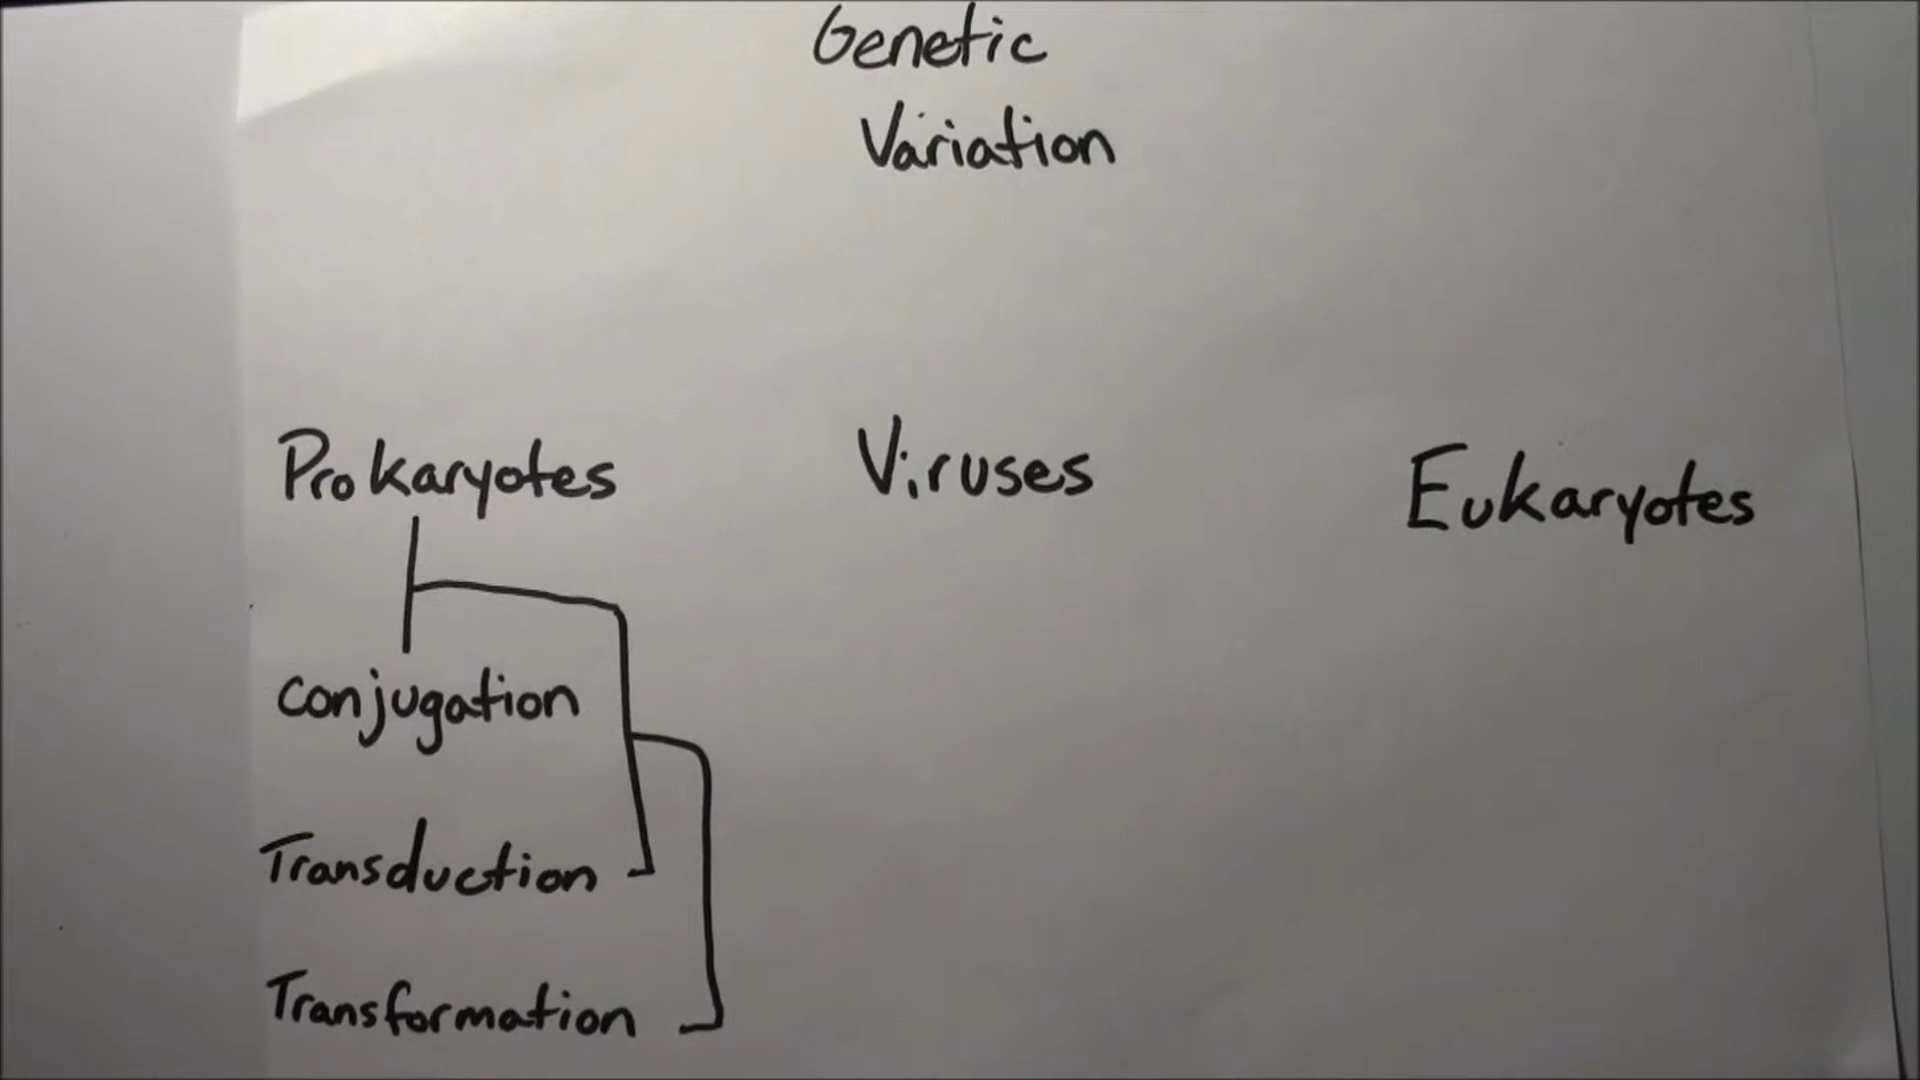 Genetic
Variation
Prokaryotes
Viruses
Eukaryotes
conjugation
Transduction
Transformation